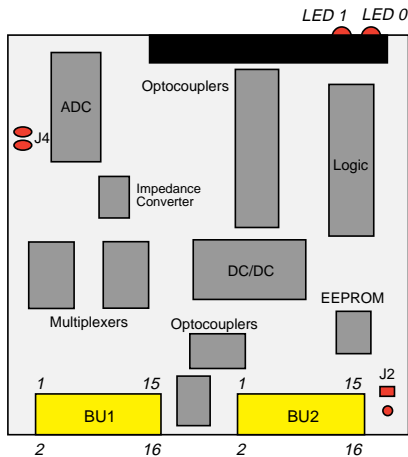 LED 1 LED 0
Optocouplers
ADC
J4
Logic
Impedance
Converter
DC/DC
EEPROM
Multiplexers
Optocouplers
J2
1 15 1 15
BU1 BU2
2 16 2 16